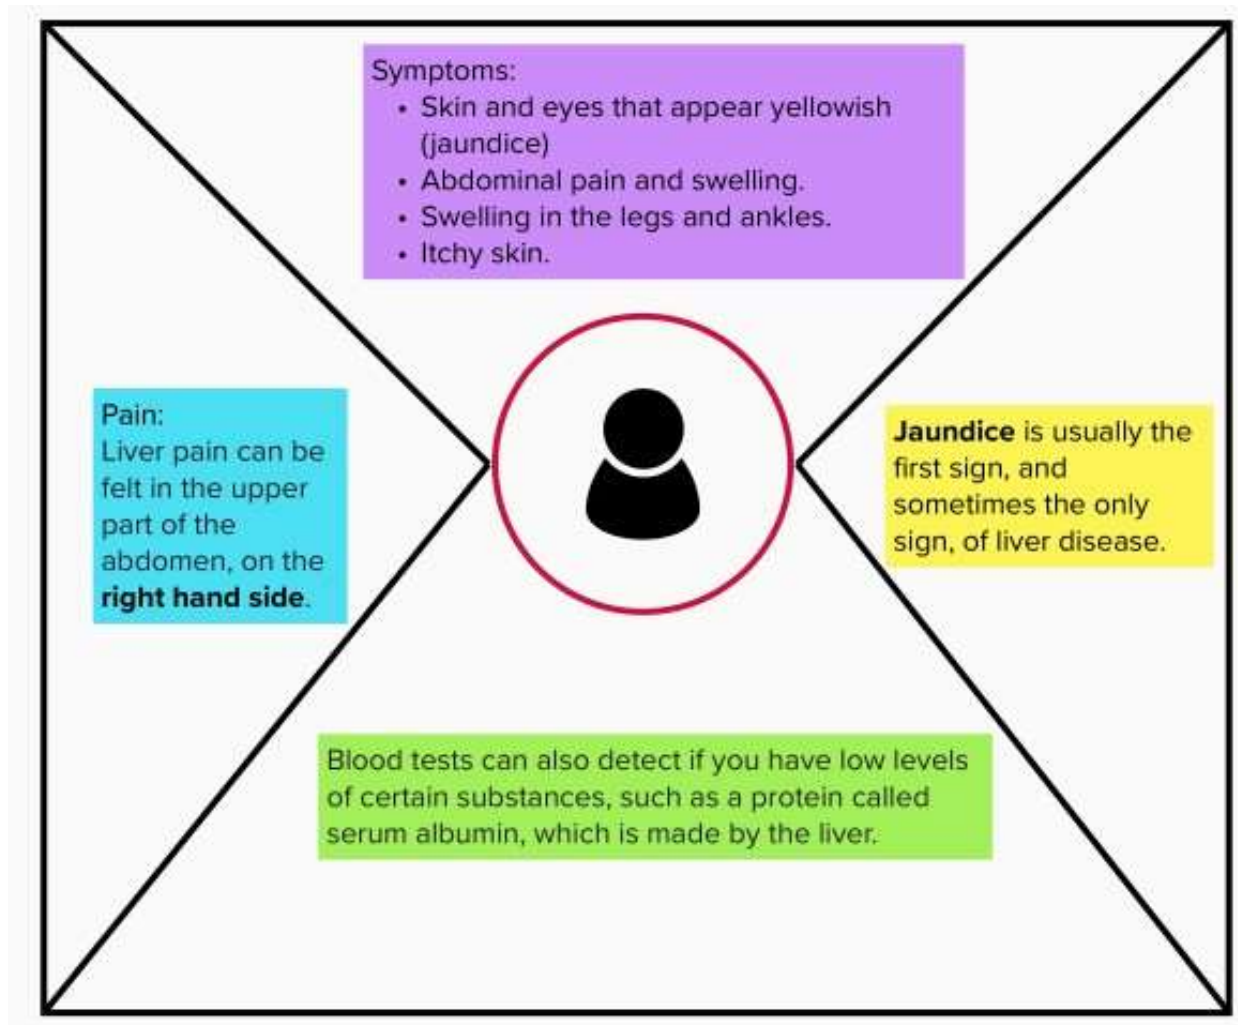 Symptoms:
• Skin and eyes that appear yellowish
(jaundice)
• Abdominal pain and swelling.
• Swelling in the legs and ankles.
• Itchy skin.
Pain:
Liver pain can be
felt in the upper
part of the
abdomen, on the
right hand side.
Jaundice is usually the
first sign, and
sometimes the only
sign, of liver disease.
Blood tests can also detect if you have low levels
of certain substances, such as a protein called
serum albumin, which is made by the liver.